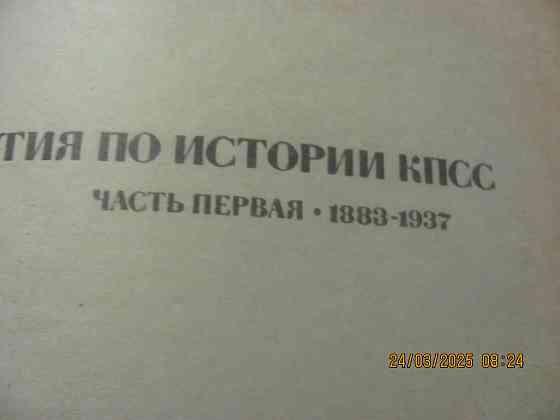 ТИЯ ПО ИСТОРИИ КПСС
ЧАСТЬ ПЕРВАЯ • 1883-1937
24/03/2025 08:24